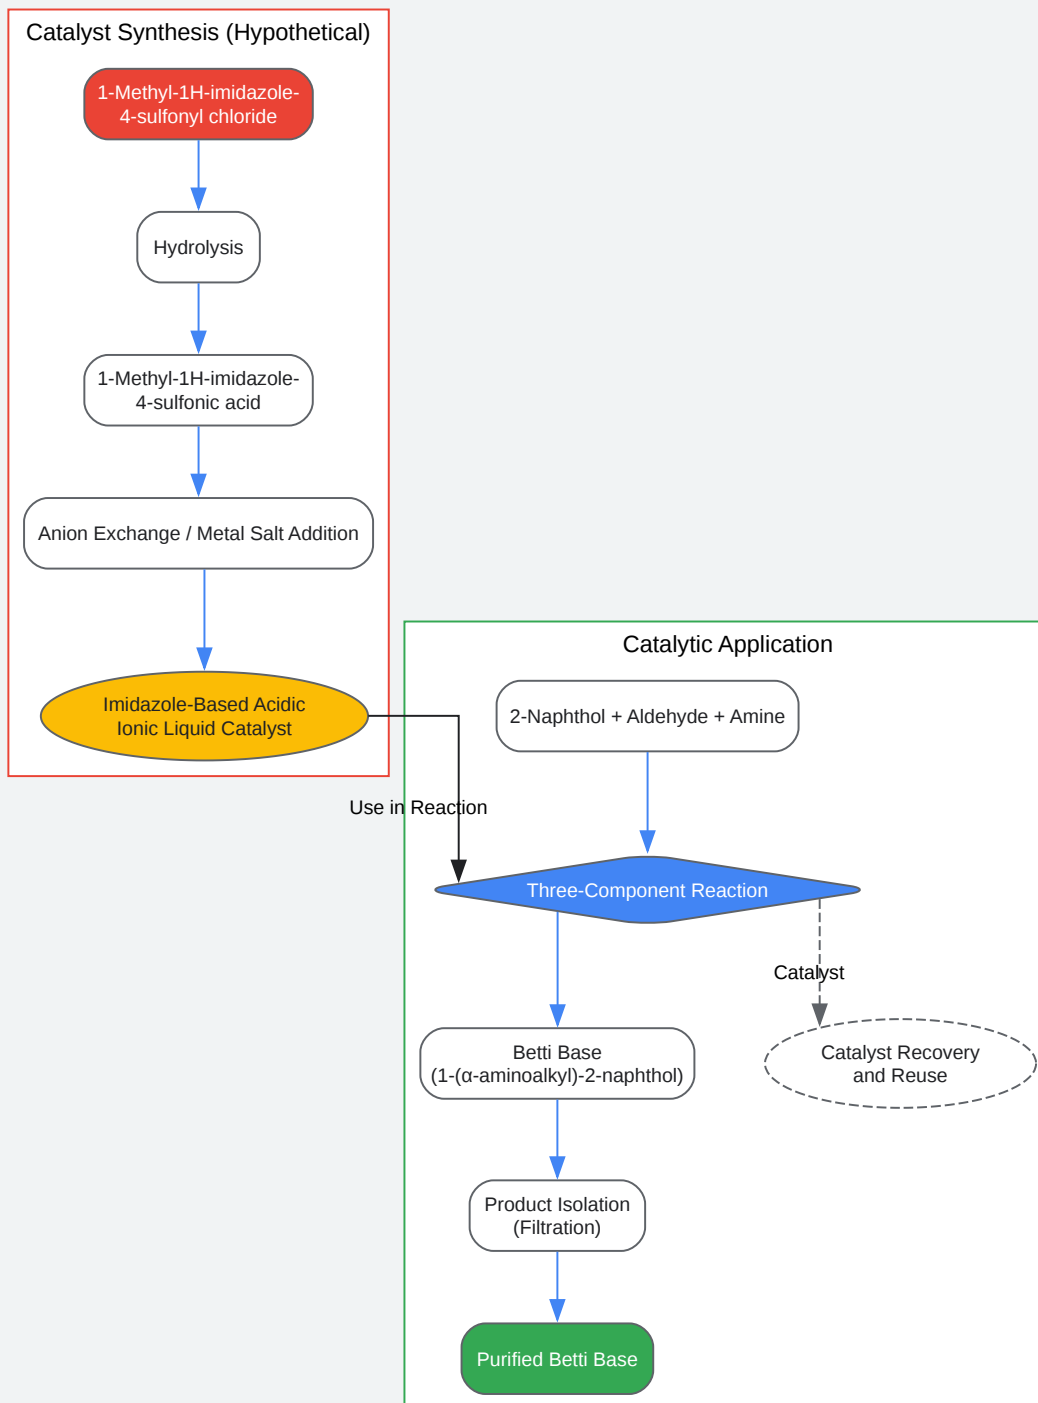 Catalyst Synthesis (Hypothetical)
1-Methyl-1H-imidazole-
4-sulfonyl chloride
Hydrolysis
1-Methyl-1H-imidazole-
4-sulfonic acid
Anion Exchange / Metal Salt Addition
Imidazole-Based Acidic
Ionic Liquid Catalyst
Use in Reaction
Catalytic Application
2-Naphthol + Aldehyde + Amine
Three-Component Reaction
Catalyst
Catalyst Recovery
and Reuse
Betti Base
(1-(α-aminoalkyl)-2-naphthol)
Product Isolation
(Filtration)
Purified Betti Base